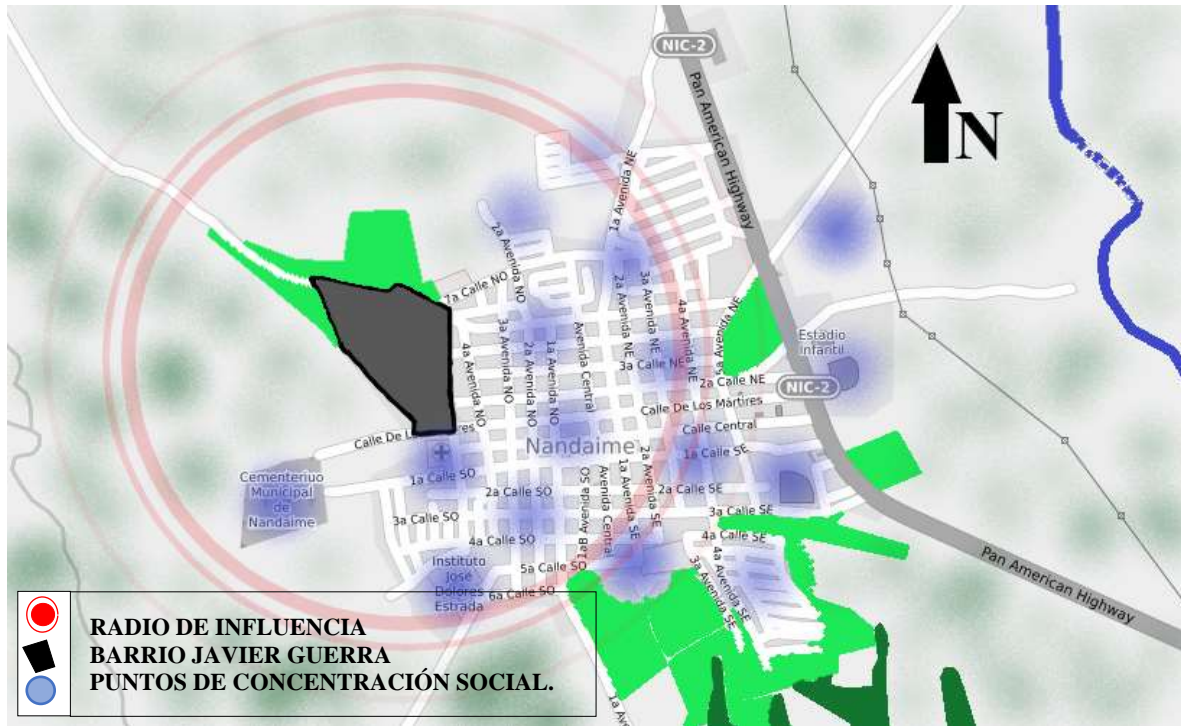 NIC-2
Pan American Highway
N
1a Avenida NE
2a Avenida NO
7a Calle NO
2a Avenida NE
3a Avenida NE
4a Avenida NE
5a Avenida NE
Estadio
Infantil
3a Avenida NO
2a Avenida NO
1a Avenida NO
Avenida Central
4a Avenida NO
3a Calle NE
2a Calle NE
NIC-2
Calle De Los Mártires
Calle Central
Nandaime
1a Calle SE
1a Calle SO
Cementeriuo
Municipal
de
Nandaime
2a Calle SO
2a Calle SE
3a Calle SE
3a Calle SO
4a Calle SO
4a Calle SE
Avenida Central
1a Avenida SE
2a Avenida SE
5a Calle SO
6a Calle SO
Instituto
José
Dolores
Estrada
3a Avenida SE
4a Avenida SE
Pan American Highway
RADIO DE INFLUENCIA
BARRIO JAVIER GUERRA
PUNTOS DE CONCENTRACIÓN SOCIAL.